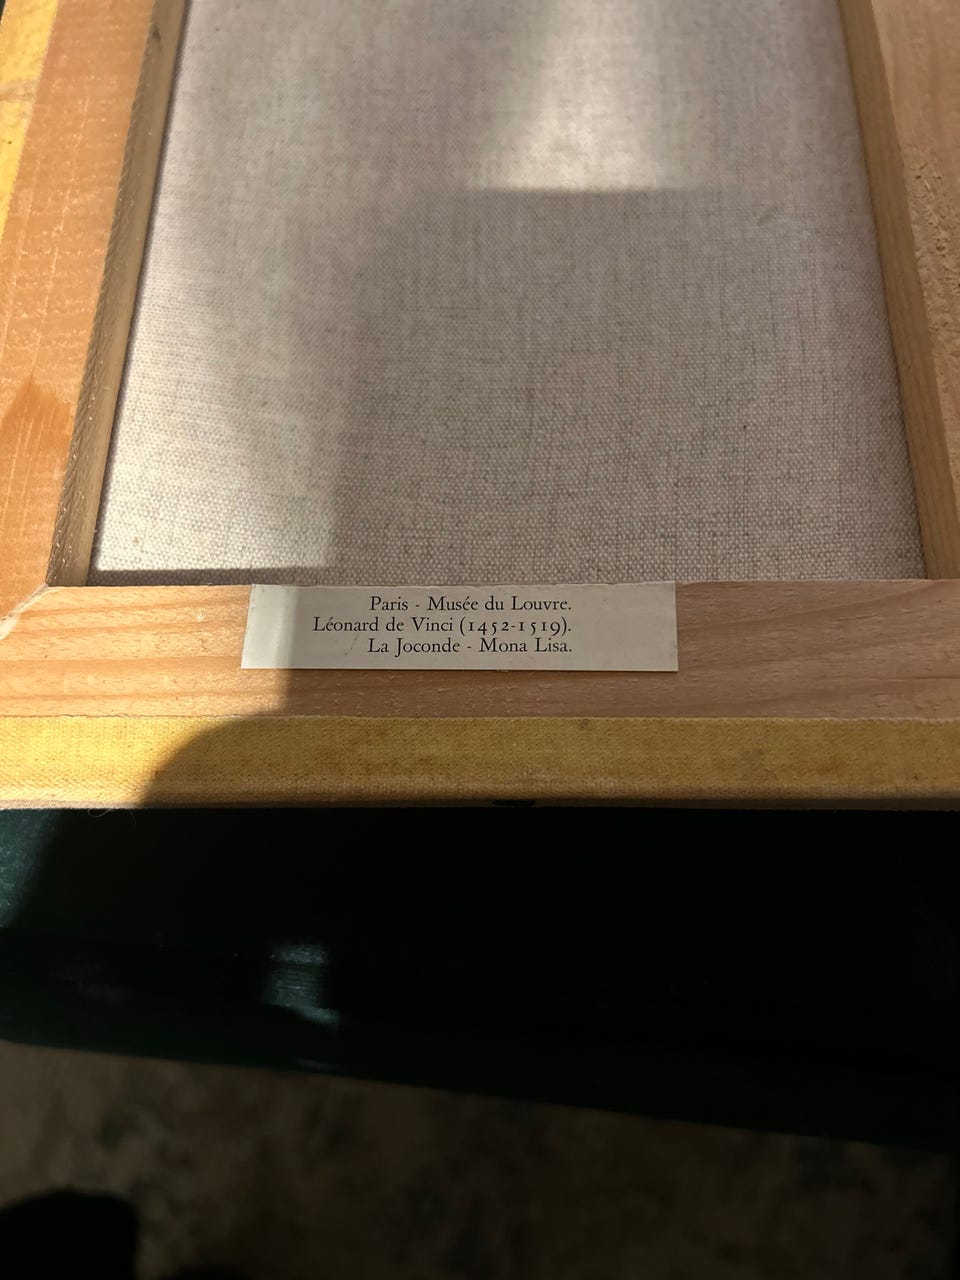 Paris - Musée du Louvre.
Léonard de Vinci (1452-1519).
La Joconde - Mona Lisa.